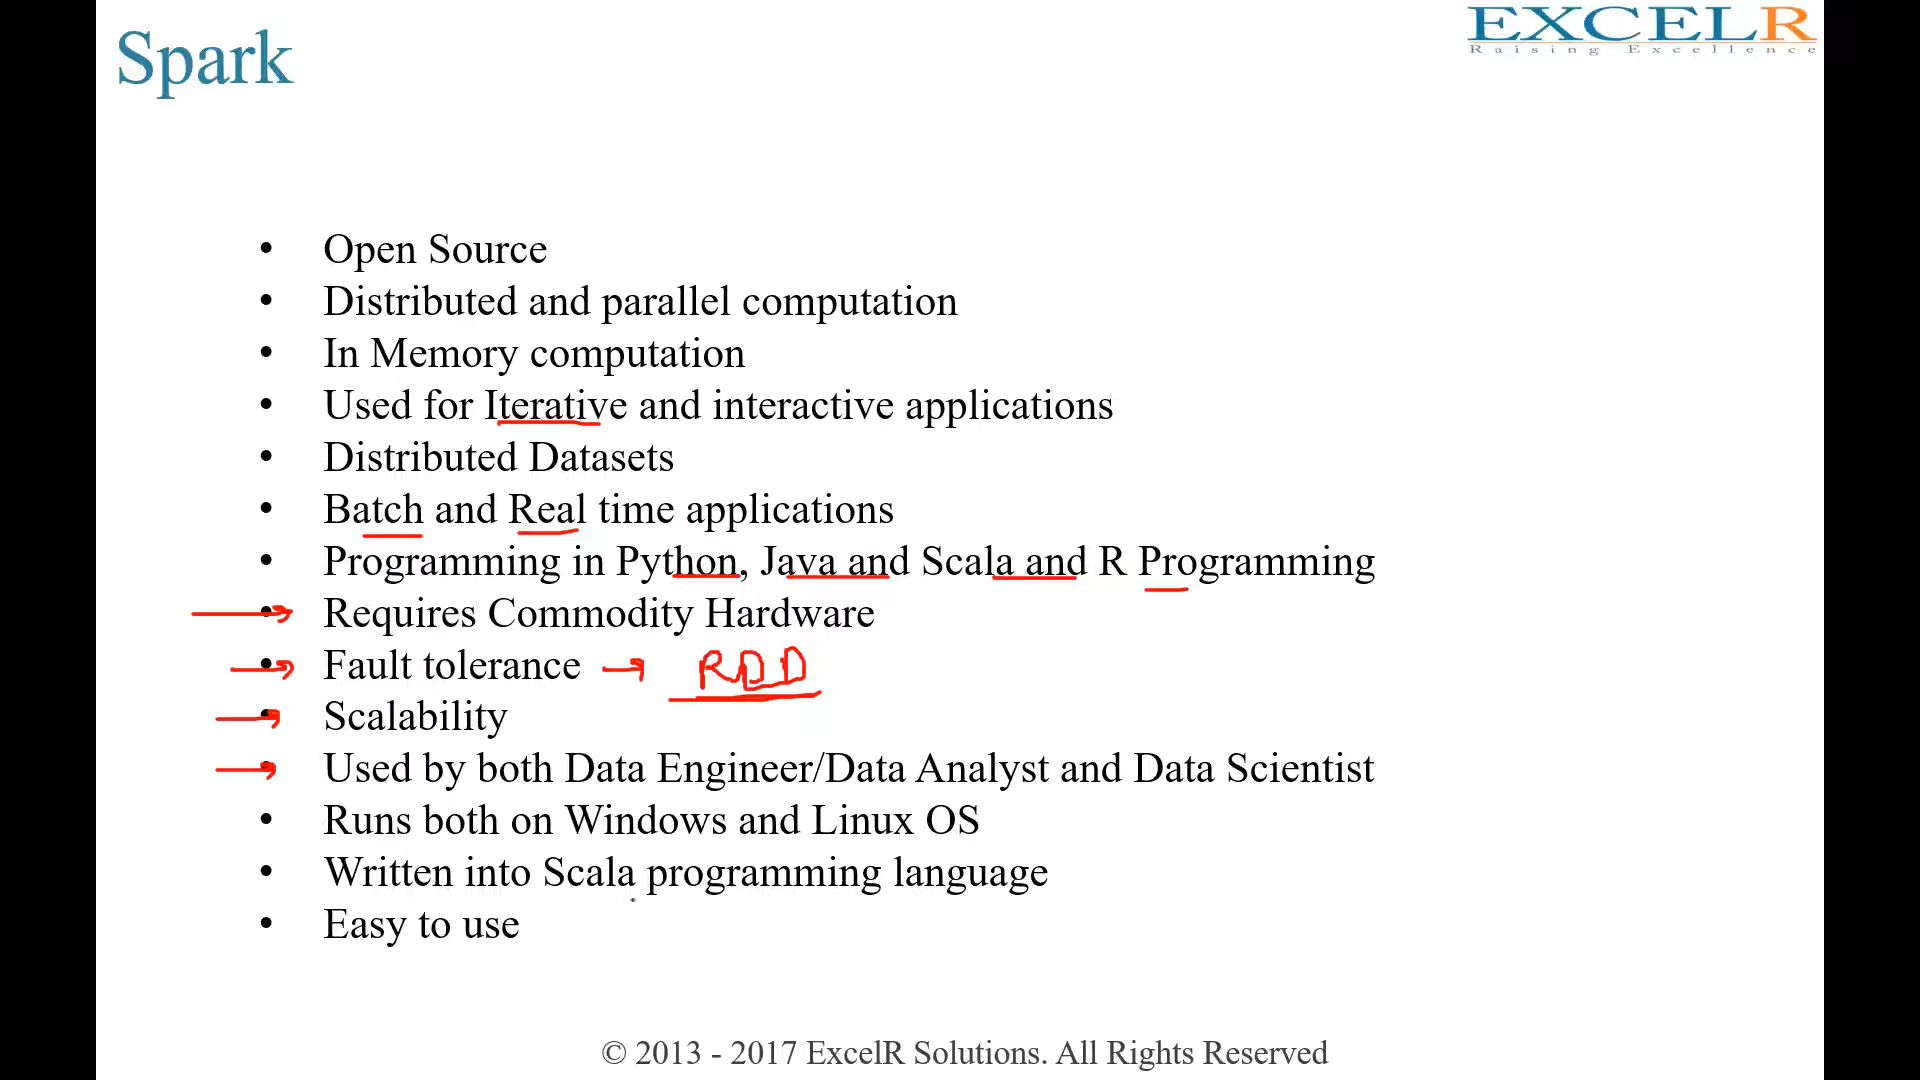 Spark
EXCELR
Raising Excellence
• Open Source
• Distributed and parallel computation
• In Memory computation
• Used for Iterative and interactive applications
• Distributed Datasets
• Batch and Real time applications
• Programming in Python, Java and Scala and R Programming
• Requires Commodity Hardware
• Fault tolerance → RDD
• Scalability
• Used by both Data Engineer/Data Analyst and Data Scientist
• Runs both on Windows and Linux OS
• Written into Scala programming language
• Easy to use
© 2013 - 2017 ExcelR Solutions. All Rights Reserved